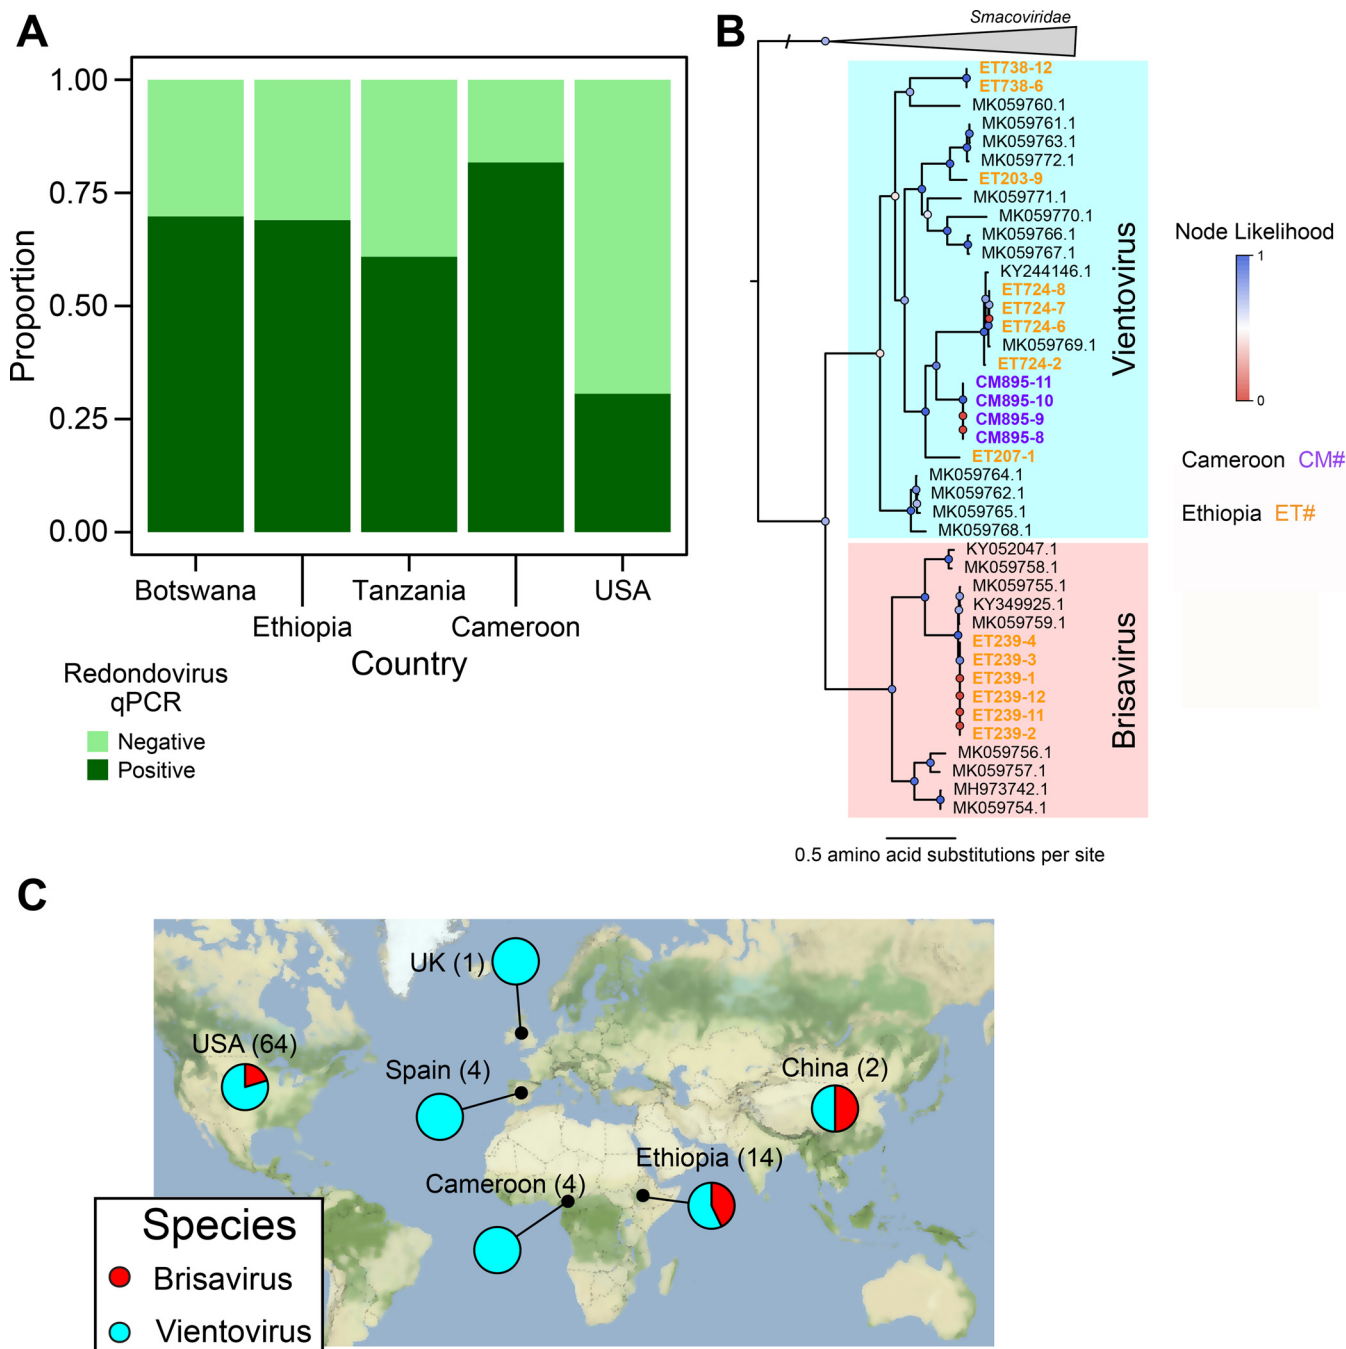 A
1.00
0.75
0.50
0.25
0.00
Proportion
Botswana
Ethiopia
Tanzania
Cameroon
USA
Country
Redondovirus
qPCR
Negative
Positive
B
Smacoviridae
ET738-12
ET738-6
MK059760.1
MK059761.1
MK059763.1
MK059772.1
ET203-9
MK059771.1
MK059770.1
MK059766.1
MK059767.1
KY244146.1
ET724-8
ET724-7
ET724-6
MK059769.1
ET724-2
CM895-11
CM895-10
CM895-9
CM895-8
ET207-1
MK059764.1
MK059762.1
MK059765.1
MK059768.1
Vientovirus
KY052047.1
MK059758.1
MK059755.1
KY349925.1
MK059759.1
ET239-4
ET239-3
ET239-1
ET239-12
ET239-11
ET239-2
MK059756.1
MK059757.1
MH973742.1
MK059754.1
Brisavirus
0.5 amino acid substitutions per site
Node Likelihood
1
0
Cameroon CM#
Ethiopia ET#
C
UK (1)
USA (64)
Spain (4)
China (2)
Ethiopia (14)
Cameroon (4)
Species
Brisavirus
Vientovirus